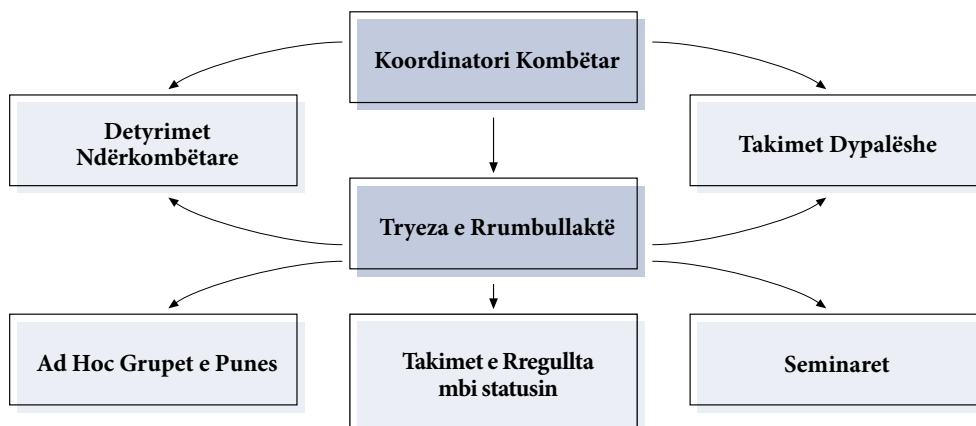 Koordinatori Kombëtar
Detyrimet
Ndërkombëtare
Takimet Dypalëshe
Tryeza e Rrumbullaktë
Ad Hoc Grupet e Punes
Takimet e Rregullta
mbi statusin
Seminaret